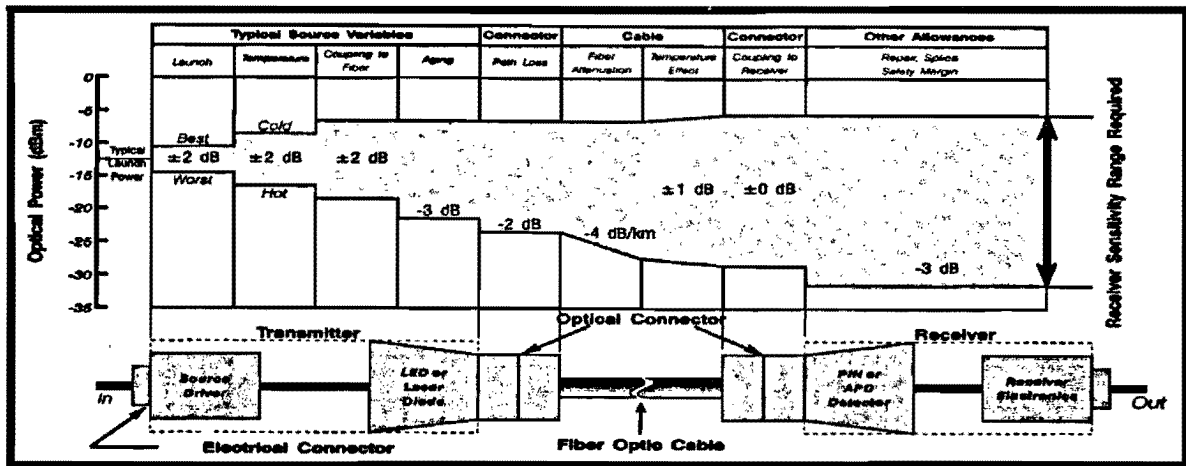 Typical Source Variables Connector Cable Connector Other Allowances
Launch Temperature Coupling to Fiber Aging Path Loss Fiber Attenuation Temperature Effect Coupling to Receiver Repair, Splice Safety Margin
Optical Power (dBm)
0
-5
-10
-15
-20
-25
-30
-35
Typical
Launch
Power
Best
±2 dB
Worst
Cold
±2 dB
Hot
±2 dB
-3 dB
-2 dB
-4 dB/km
±1 dB
±0 dB
-3 dB
Receiver Sensitivity Range Required
Transmitter
Optical Connector
Receiver
In
Source
Driver
LED or
Laser
Diode
PIN or
APD
Detector
Receiver
Electronics
Out
Electrical Connector
Fiber Optic Cable